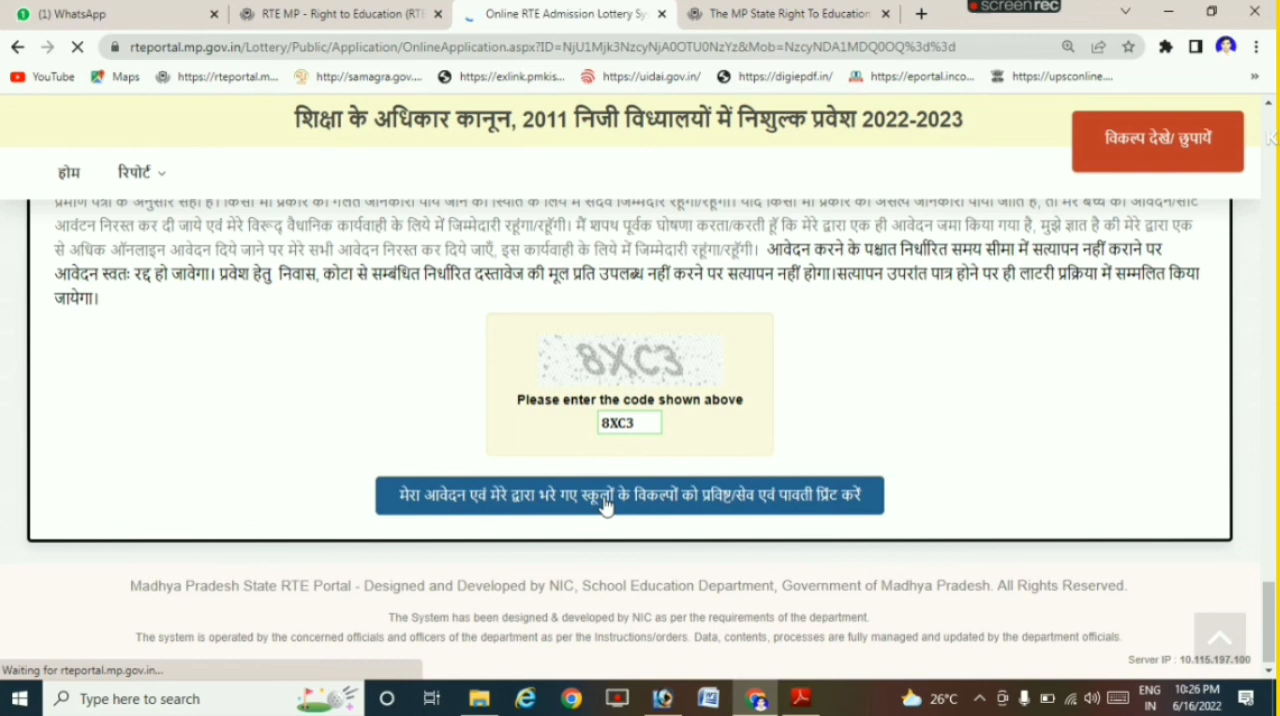 (1) WhatsApp
RTE MP - Right to Education (RTE
Online RTE Admission Lottery Sy
The MP State Right To Education
screenrec
rteportal.mp.gov.in/Lottery/Public/Application/OnlineApplication.aspx?ID=NjU1Mjk3NzcyNjA0OTU0NzYz&Mob=NzcyNDA1MDQ0OQ%3d%3d
YouTube
Maps
https://rteportal.m...
http://samagra.gov....
https://exlink.pmkis...
https://uidai.gov.in/
https://digiepdf.in/
https://eportal.inco...
https://upsconline....
शिक्षा के अधिकार कानून, 2011 निजी विध्यालयों में निशुल्क प्रवेश 2022-2023
विकल्प देखे/ छुपायें
होम
रिपोर्ट
आवंटन निरस्त कर दी जाये एवं मेरे विरूद् वैधानिक कार्यवाही के लिये में जिम्मेदारी रहूंगा/रहूँगी। मैं शपथ पूर्वक घोषणा करता/करती हूँ कि मेरे द्वारा एक ही आवेदन जमा किया गया है, मुझे ज्ञात है की मेरे द्वारा एक
से अधिक ऑनलाइन आवेदन दिये जाने पर मेरे सभी आवेदन निरस्त कर दिये जाएँ, इस कार्यवाही के लिये में जिम्मेदारी रहूंगा/रहूँगी। आवेदन करने के पश्चात निर्धारित समय सीमा में सत्यापन नहीं कराने पर
आवेदन स्वतः रद्द हो जावेगा। प्रवेश हेतु निवास, कोटा से सम्बंधित निर्धारित दस्तावेज की मूल प्रति उपलब्ध नहीं करने पर सत्यापन नहीं होगा।सत्यापन उपरांत पात्र होने पर ही लाटरी प्रक्रिया में सम्मलित किया
जायेगा।
8XC3
Please enter the code shown above
8XC3
मेरा आवेदन एवं मेरे द्वारा भरे गए स्कूलों के विकल्पों को प्रविष्ट/सेव एवं पावती प्रिंट करें
Madhya Pradesh State RTE Portal - Designed and Developed by NIC, School Education Department, Government of Madhya Pradesh. All Rights Reserved.
The System has been designed & developed by NIC as per the requirements of the department.
The system is operated by the concerned officials and officers of the department as per the Instructions/orders. Data, contents, processes are fully managed and updated by the department officials.
Server IP : 10.115.197.100
Waiting for rteportal.mp.gov.in...
Type here to search
26°C
ENG
IN
10:26 PM
6/16/2022